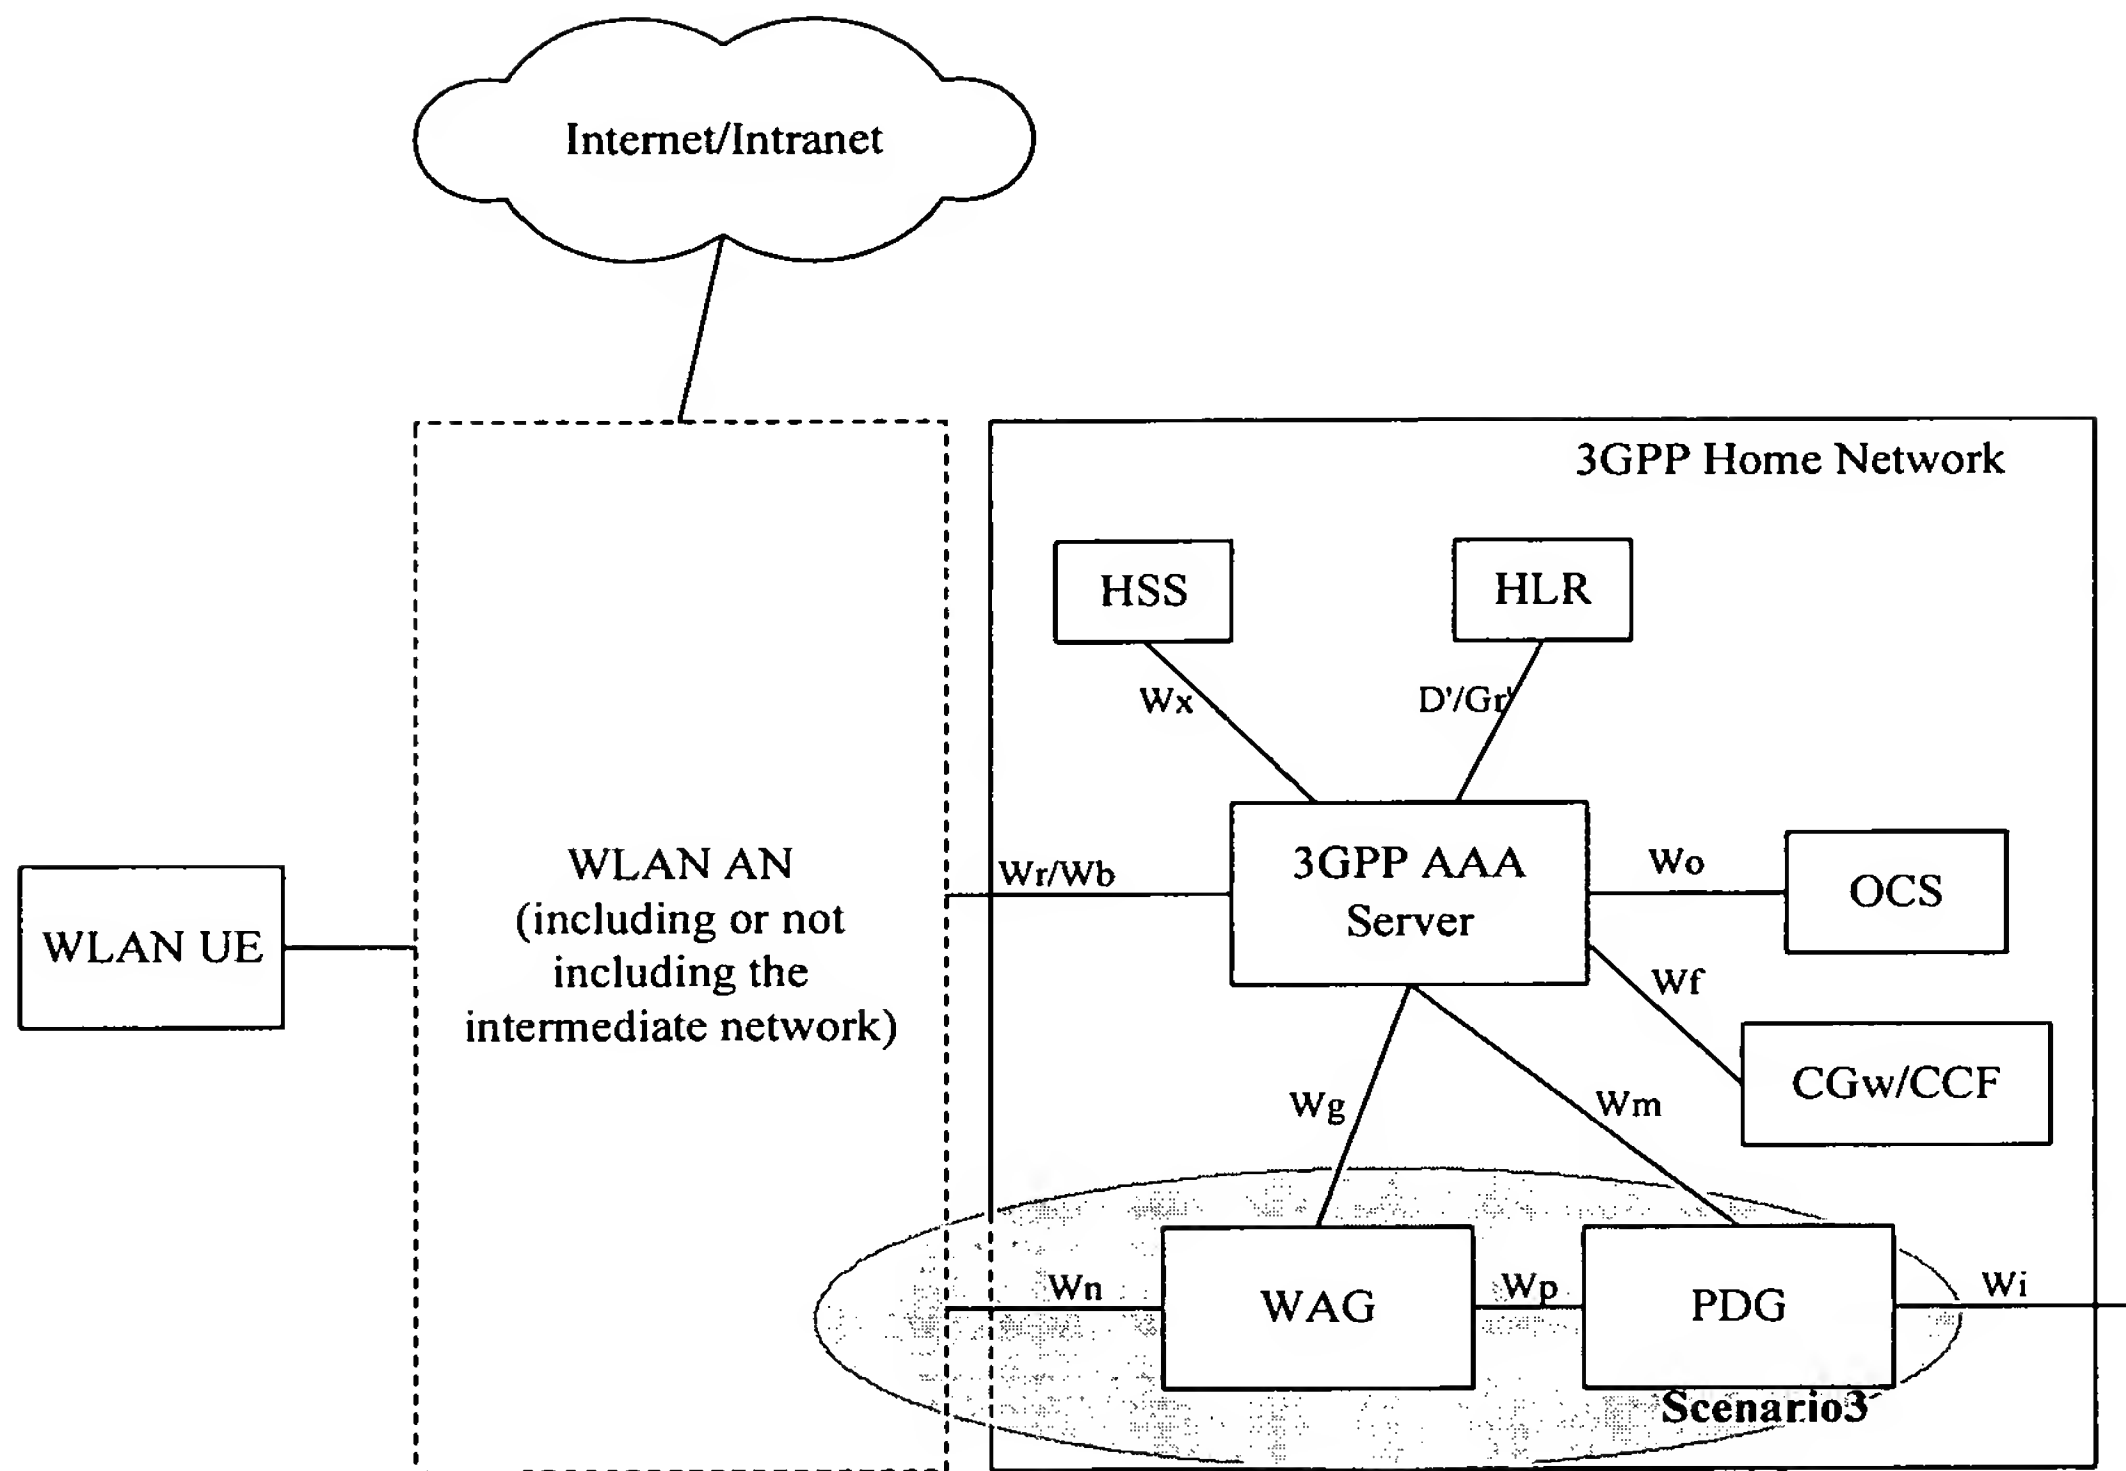 Internet/Intranet
3GPP Home Network
HSS
HLR
Wx
D'/Gr'
WLAN UE
WLAN AN
(including or not
including the
intermediate network)
Wr/Wb
3GPP AAA
Server
Wo
OCS
Wf
CGw/CCF
Wg
Wm
Wn
WAG
Wp
PDG
Wi
Scenario3